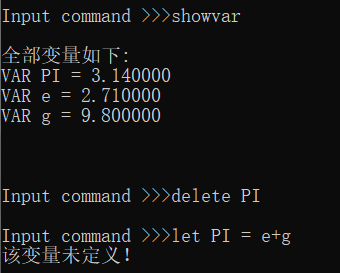 Input command >>>showvar
全部变量如下:
VAR PI = 3.140000
VAR e = 2.710000
VAR g = 9.800000
Input command >>>delete PI
Input command >>>let PI = e+g
该变量未定义!